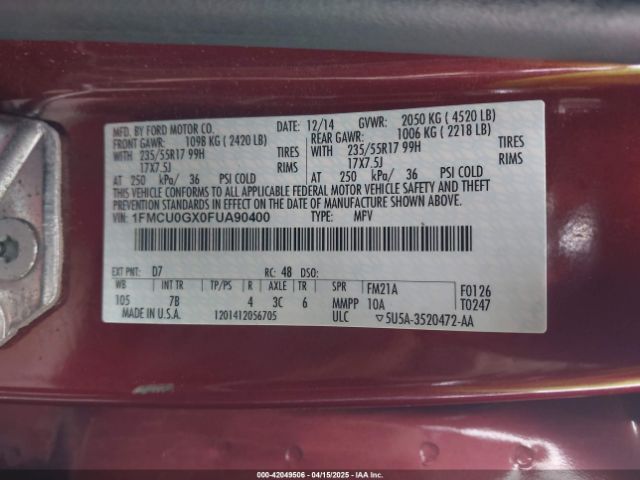 MFD. BY FORD MOTOR CO. DATE: 12/14 GVWR: 2050 KG ( 4520 LB)
FRONT GAWR: 1098 KG ( 2420 LB) REAR GAWR: 1006 KG ( 2218 LB)
WITH 235/55R17 99H TIRES WITH 235/55R17 99H TIRES
17X7.5J RIMS 17X7.5J RIMS
AT 250 kPa/ 36 PSI COLD AT 250 kPa/ 36 PSI COLD
THIS VEHICLE CONFORMS TO ALL APPLICABLE FEDERAL MOTOR VEHICLE SAFETY AND THEFT
PREVENTION STANDARDS IN EFFECT ON THE DATE OF MANUFACTURE SHOWN ABOVE.
VIN: 1FMCU0GX0FUA90400 TYPE: MPV
EXT PNT: D7 RC: 48 DSO:
WB INT TR TP/PS R AXLE TR SPR FM21A F0126
105 7B 4 3C 6 MMPP 10A T0247
MADE IN U.S.A. 1201412056705 ULC 5U5A-3520472-AA
000-42049506 - 04/15/2025 - IAAI.COM